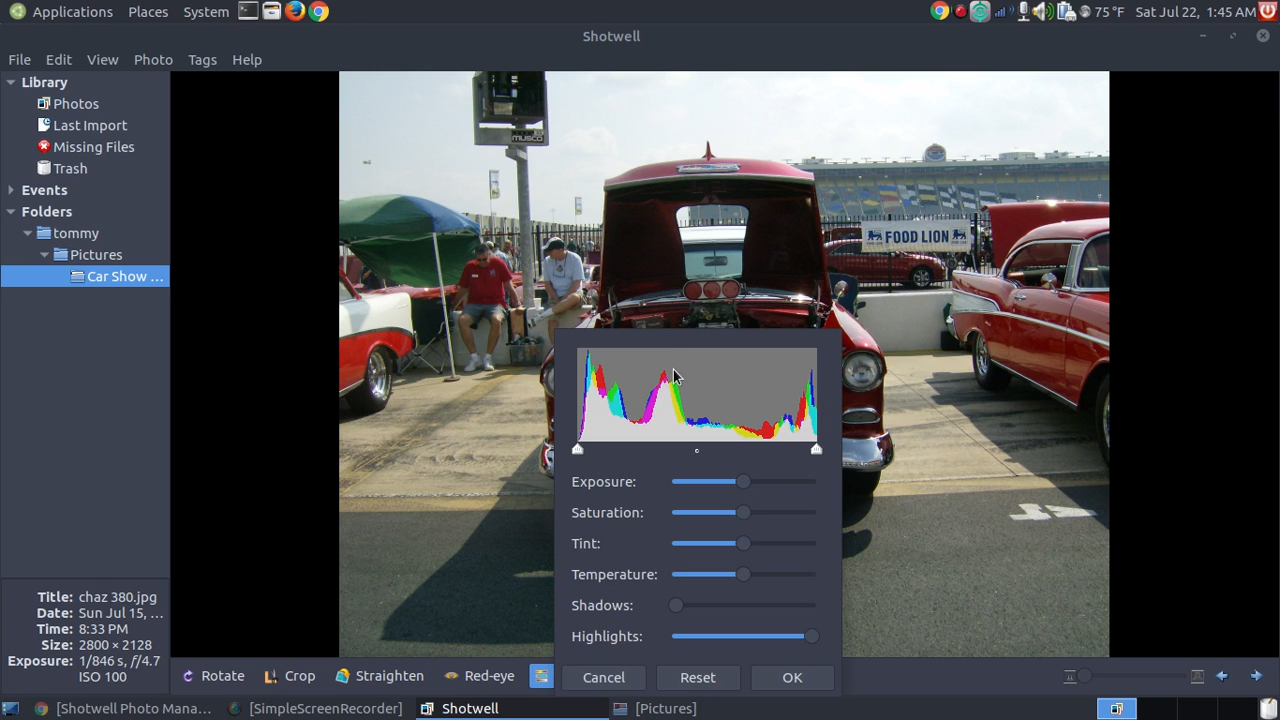 Applications Places System 75 °F Sat Jul 22, 1:45 AM
Shotwell
File Edit View Photo Tags Help
Library
Photos
Last Import
Missing Files
Trash
Events
Folders
tommy
Pictures
Car Show ...
MUSCO
FOOD LION
Exposure:
Saturation:
Tint:
Temperature:
Shadows:
Highlights:
Cancel Reset OK
Title: chaz 380.jpg
Date: Sun Jul 15, ...
Time: 8:33 PM
Size: 2800 × 2128
Exposure: 1/846 s, f/4.7
ISO 100
Rotate Crop Straighten Red-eye
[Shotwell Photo Mana... [SimpleScreenRecorder] Shotwell [Pictures]